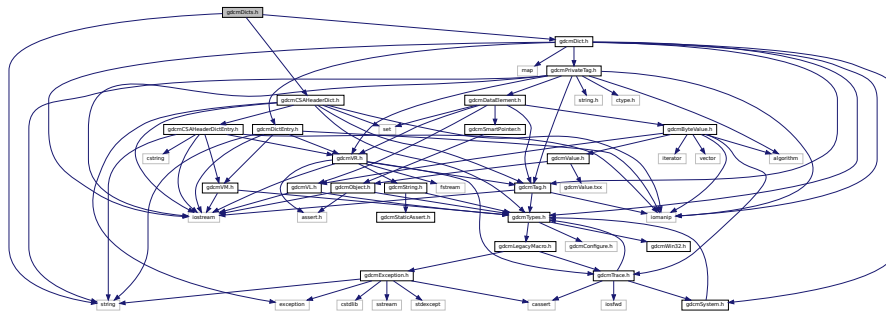 gdcmDicts.h
gdcmDict.h
map
gdcmPrivateTag.h
gdcmCSAHeaderDict.h
gdcmDataElement.h
string.h
ctype.h
gdcmCSAHeaderDictEntry.h
gdcmDictEntry.h
set
gdcmSmartPointer.h
gdcmByteValue.h
cstring
gdcmVR.h
gdcmValue.h
iterator
vector
algorithm
gdcmVM.h
gdcmVL.h
gdcmObject.h
gdcmString.h
fstream
gdcmTag.h
gdcmValue.txx
iostream
assert.h
gdcmStaticAssert.h
gdcmTypes.h
iomanip
gdcmLegacyMacro.h
gdcmConfigure.h
gdcmWin32.h
gdcmException.h
gdcmTrace.h
string
exception
cstdlib
sstream
stdexcept
cassert
iosfwd
gdcmSystem.h